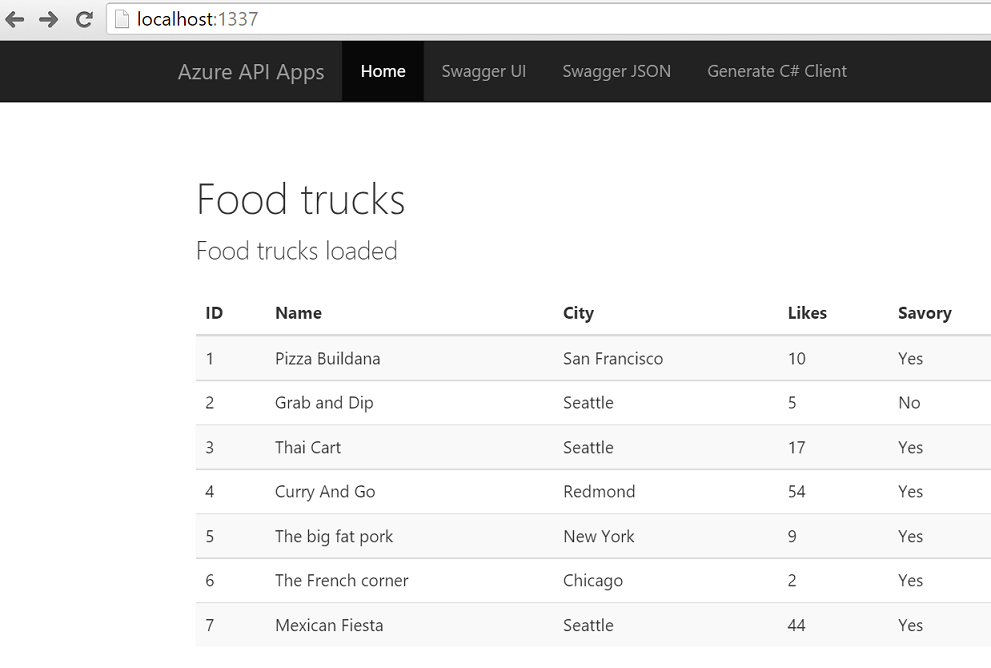 localhost:1337
Azure API Apps Home Swagger UI Swagger JSON Generate C# Client
Food trucks
Food trucks loaded
ID Name City Likes Savory
1 Pizza Buildana San Francisco 10 Yes
2 Grab and Dip Seattle 5 No
3 Thai Cart Seattle 17 Yes
4 Curry And Go Redmond 54 Yes
5 The big fat pork New York 9 Yes
6 The French corner Chicago 2 Yes
7 Mexican Fiesta Seattle 44 Yes